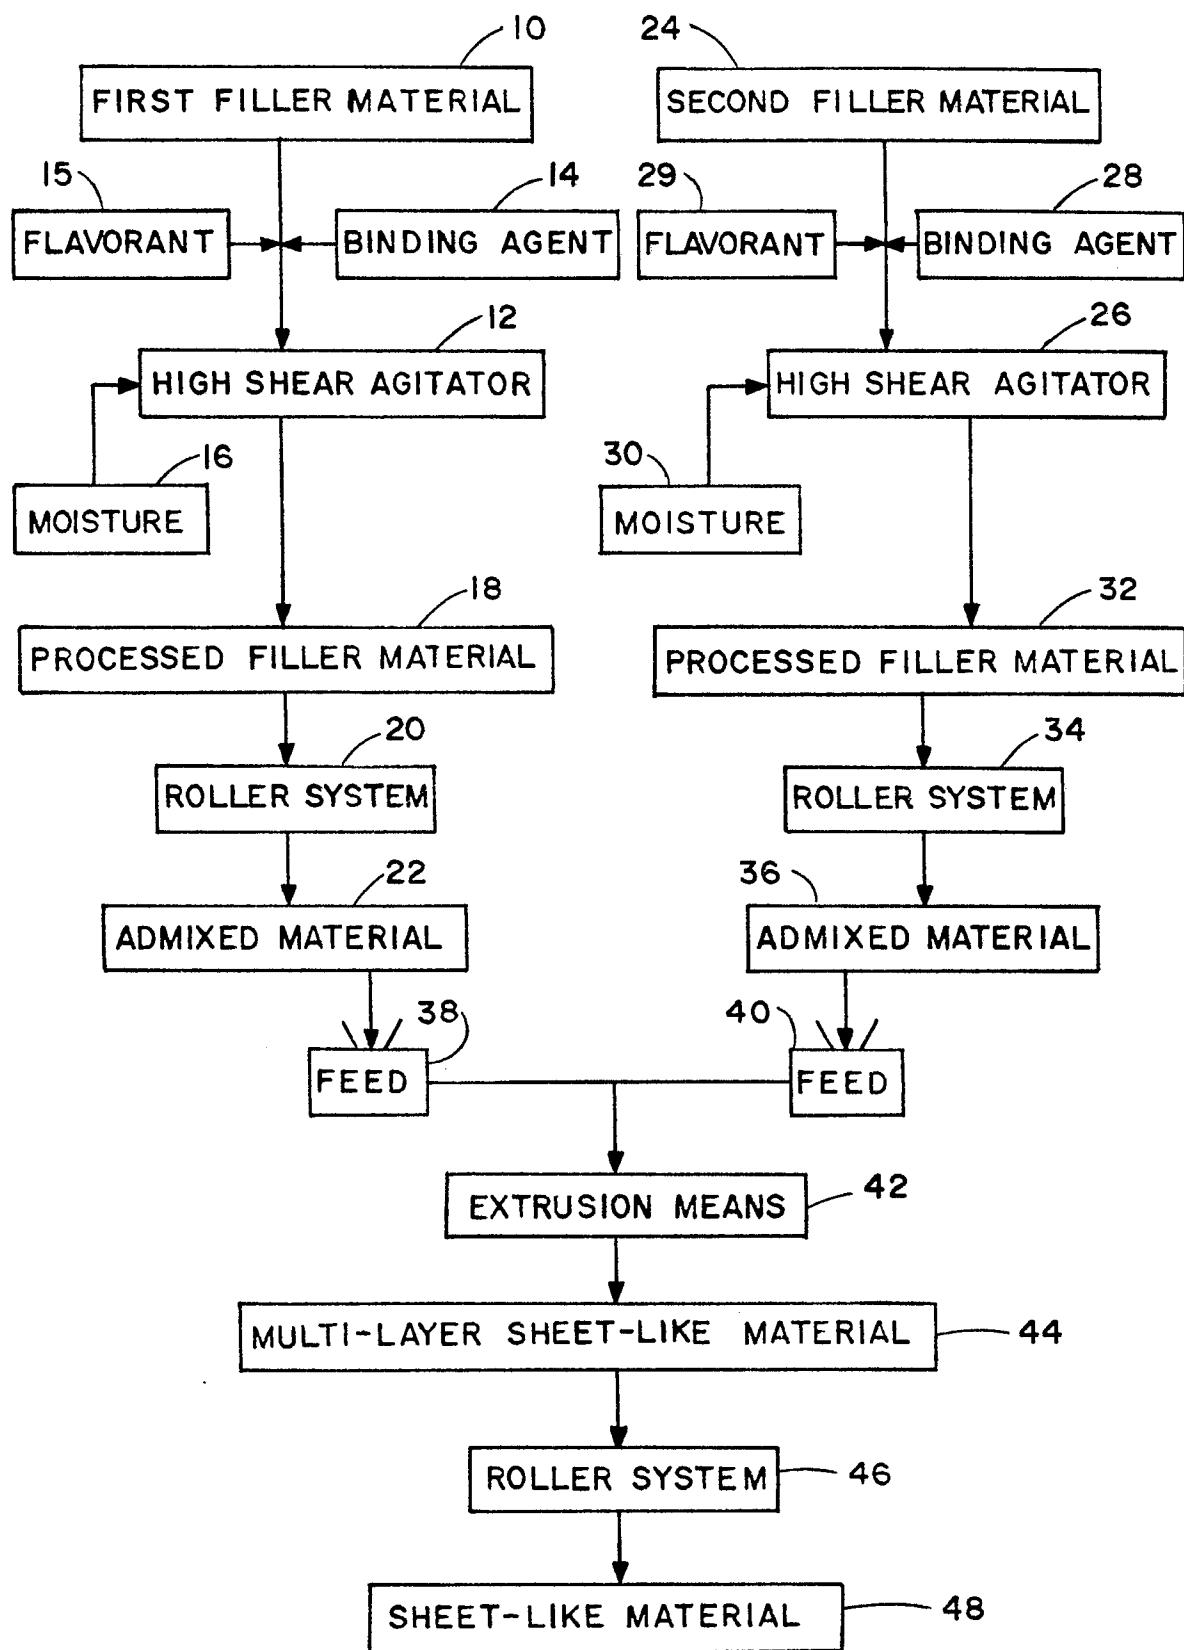 10
24
FIRST FILLER MATERIAL
SECOND FILLER MATERIAL
15
14
29
28
FLAVORANT
BINDING AGENT
FLAVORANT
BINDING AGENT
12
26
HIGH SHEAR AGITATOR
HIGH SHEAR AGITATOR
16
30
MOISTURE
MOISTURE
18
32
PROCESSED FILLER MATERIAL
PROCESSED FILLER MATERIAL
20
34
ROLLER SYSTEM
ROLLER SYSTEM
22
36
ADMIXED MATERIAL
ADMIXED MATERIAL
38
40
FEED
FEED
EXTRUSION MEANS
42
MULTI-LAYER SHEET-LIKE MATERIAL
44
ROLLER SYSTEM
46
SHEET-LIKE MATERIAL
48